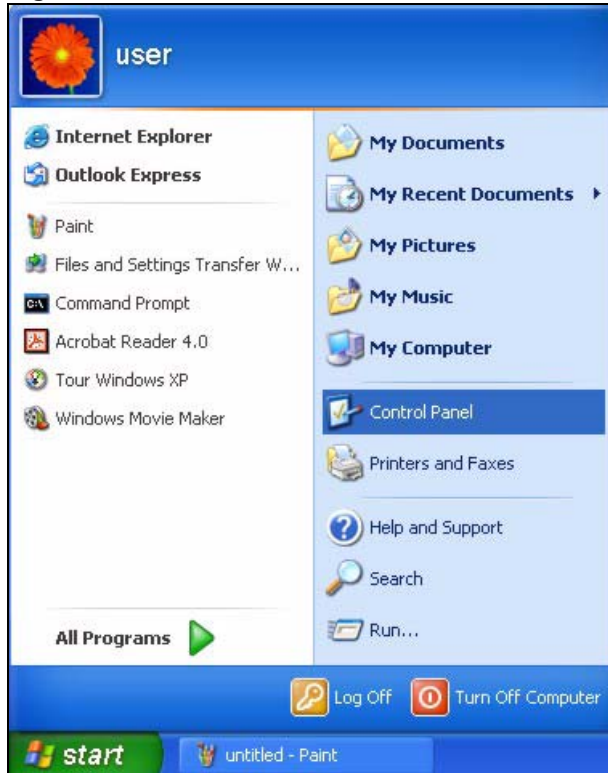 user
Internet Explorer
Outlook Express
Paint
Files and Settings Transfer W...
Command Prompt
Acrobat Reader 4.0
Tour Windows XP
Windows Movie Maker
All Programs
My Documents
My Recent Documents
My Pictures
My Music
My Computer
Control Panel
Printers and Faxes
Help and Support
Search
Run...
Log Off
Turn Off Computer
start
untitled - Paint